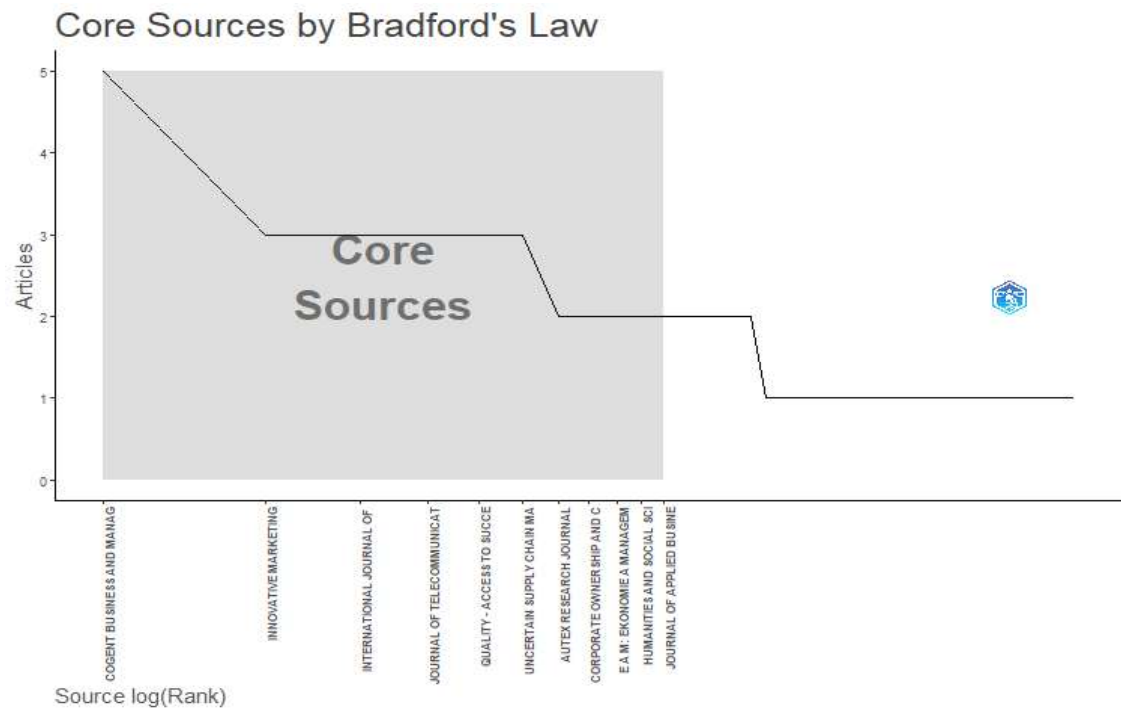 Core Sources by Bradford's Law
Articles
5
4
3
2
1
0
Core
Sources
COGENT BUSINESS AND MANAG
INNOVATIVE MARKETING
INTERNATIONAL JOURNAL OF
JOURNAL OF TELECOMMUNICAT
QUALITY - ACCESS TO SUCCE
UNCERTAIN SUPPLY CHAIN MA
AUTEX RESEARCH JOURNAL
CORPORATE OWNERSHIP AND C
E A M: EKONOMIE A MANAGEM
HUMANITIES AND SOCIAL SCI
JOURNAL OF APPLIED BUSINE
Source log(Rank)